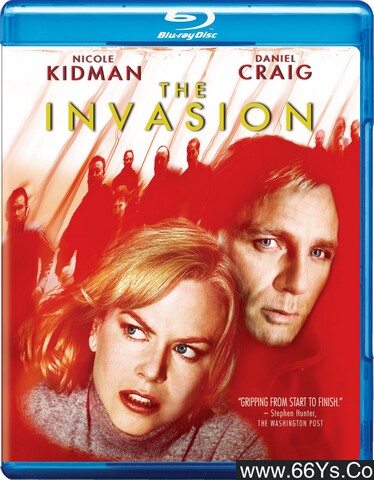 Blu-ray Disc
NICOLE
KIDMAN
DANIEL
CRAIG
THE
INVASION
"GRIPPING FROM START TO FINISH."
— Stephen Hunter,
THE WASHINGTON POST
www.66Ys.Co